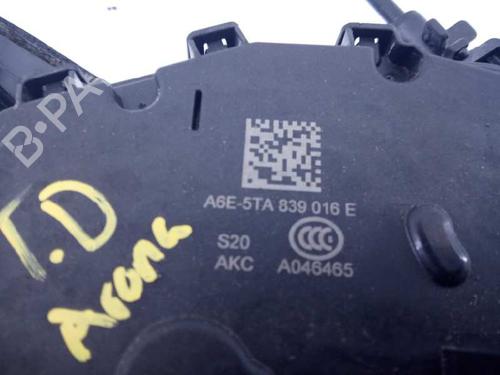 B-PA
A6E-5TA 839 016 E
S20
AKC A046465
T.D
Arona